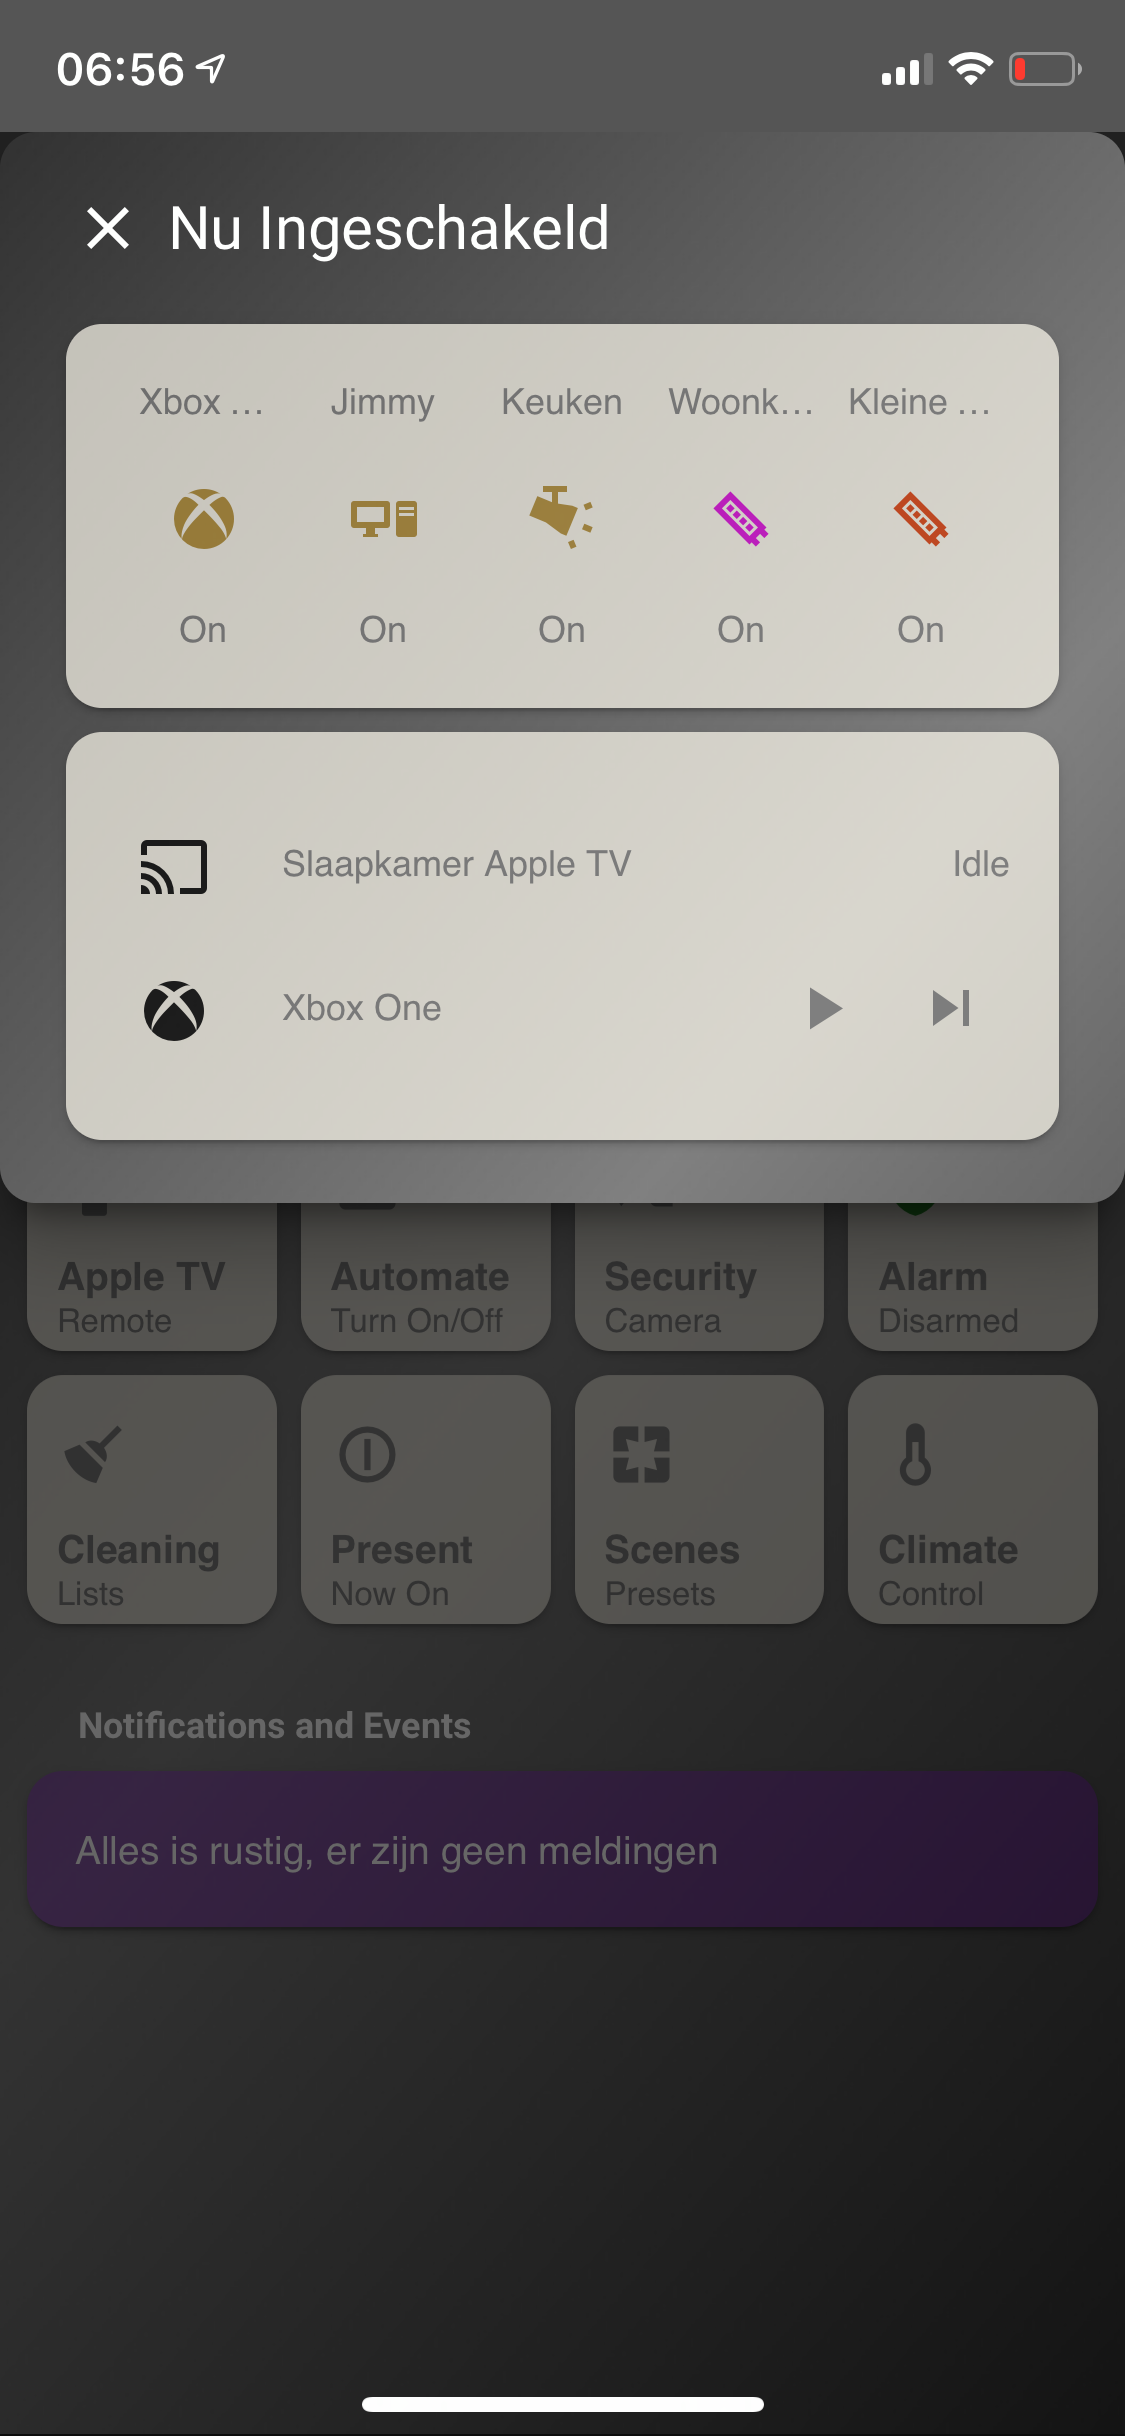 06:56
Nu Ingeschakeld
Xbox ... Jimmy Keuken Woonk... Kleine ...
On On On On On
Slaapkamer Apple TV Idle
Xbox One
Apple TV Automate Security Alarm
Remote Turn On/Off Camera Disarmed
Cleaning Present Scenes Climate
Lists Now On Presets Control
Notifications and Events
Alles is rustig, er zijn geen meldingen